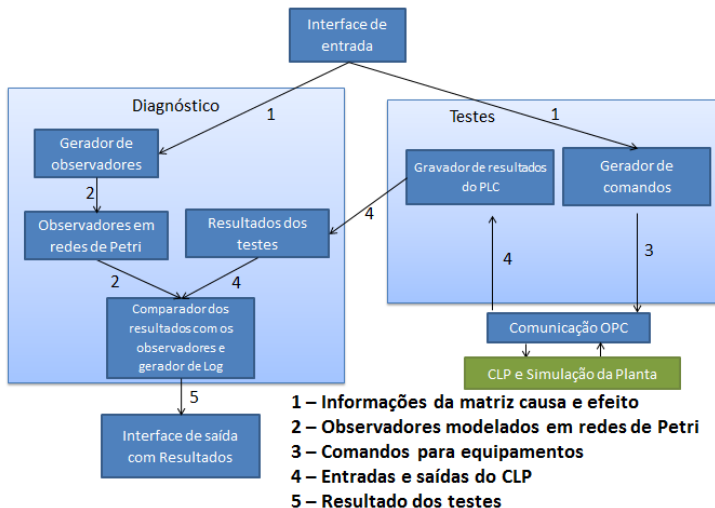 Interface de
entrada
Diagnóstico
1
1
Testes
Gerador de
observadores
Gravador de resultados
do PLC
Gerador de
comandos
2
4
Observadores em
redes de Petri
Resultados dos
testes
4
3
2
4
Comparador dos
resultados com os
observadores e
gerador de Log
Comunicação OPC
CLP e Simulação da Planta
5
Interface de saída
com Resultados
1 – Informações da matriz causa e efeito
2 – Observadores modelados em redes de Petri
3 – Comandos para equipamentos
4 – Entradas e saídas do CLP
5 – Resultado dos testes